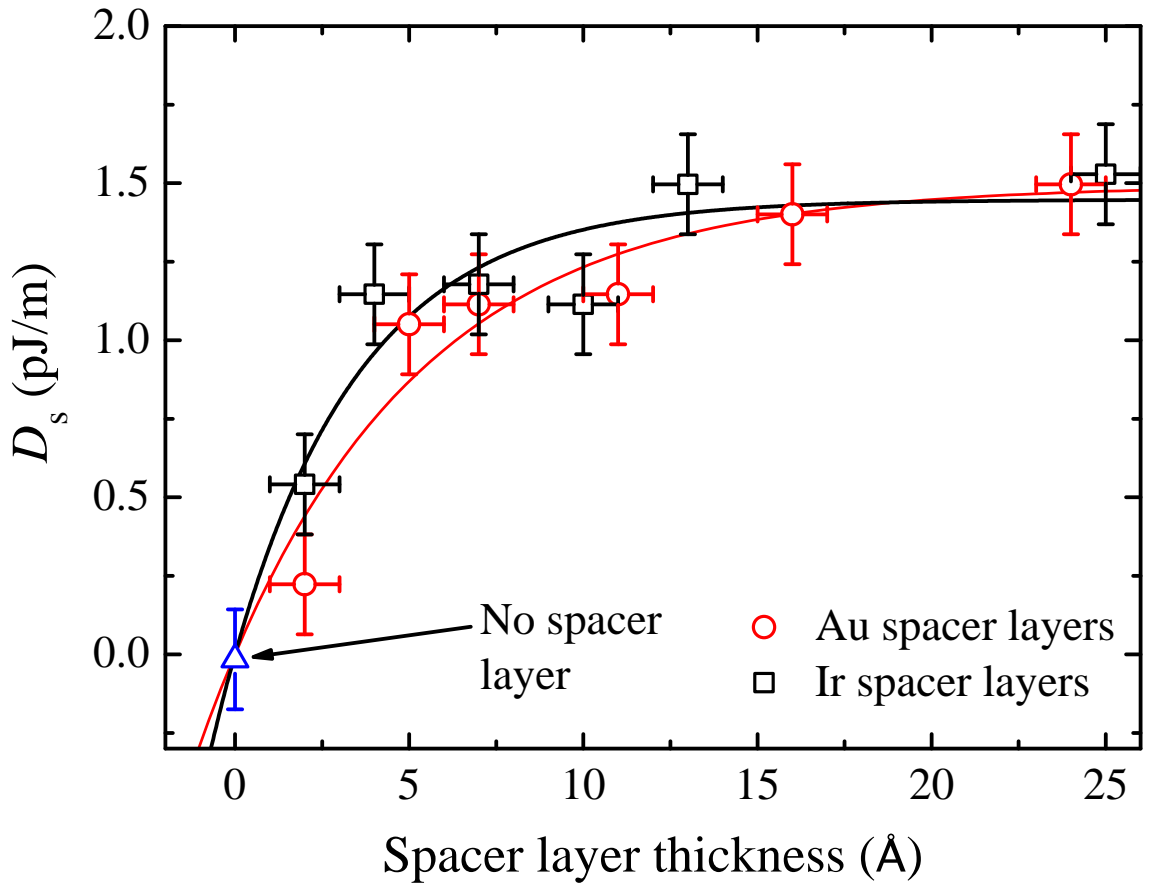 2.0
1.5
1.0
0.5
0.0
Ds (pJ/m)
No spacer
layer
Au spacer layers
Ir spacer layers
0 5 10 15 20 25
Spacer layer thickness (Å)